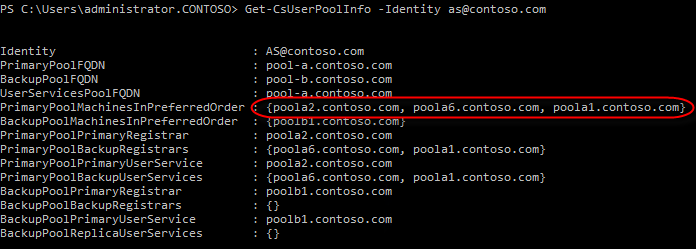 PS C:\Users\administrator.CONTOSO> Get-CsUserPoolInfo -Identity as@contoso.com
Identity : AS@contoso.com
PrimaryPoolFQDN : pool-a.contoso.com
BackupPoolFQDN : pool-b.contoso.com
UserServicesPoolFQDN : pool-a.contoso.com
PrimaryPoolMachinesInPreferredOrder : {poola2.contoso.com, poola6.contoso.com, poola1.contoso.com}
BackupPoolMachinesInPreferredOrder : {poolb1.contoso.com}
PrimaryPoolPrimaryRegistrar : poola2.contoso.com
PrimaryPoolBackupRegistrars : {poola6.contoso.com, poola1.contoso.com}
PrimaryPoolPrimaryUserService : poola2.contoso.com
PrimaryPoolBackupUserServices : {poola6.contoso.com, poola1.contoso.com}
BackupPoolPrimaryRegistrar : poolb1.contoso.com
BackupPoolBackupRegistrars : {}
BackupPoolPrimaryUserService : poolb1.contoso.com
BackupPoolReplicaUserServices : {}